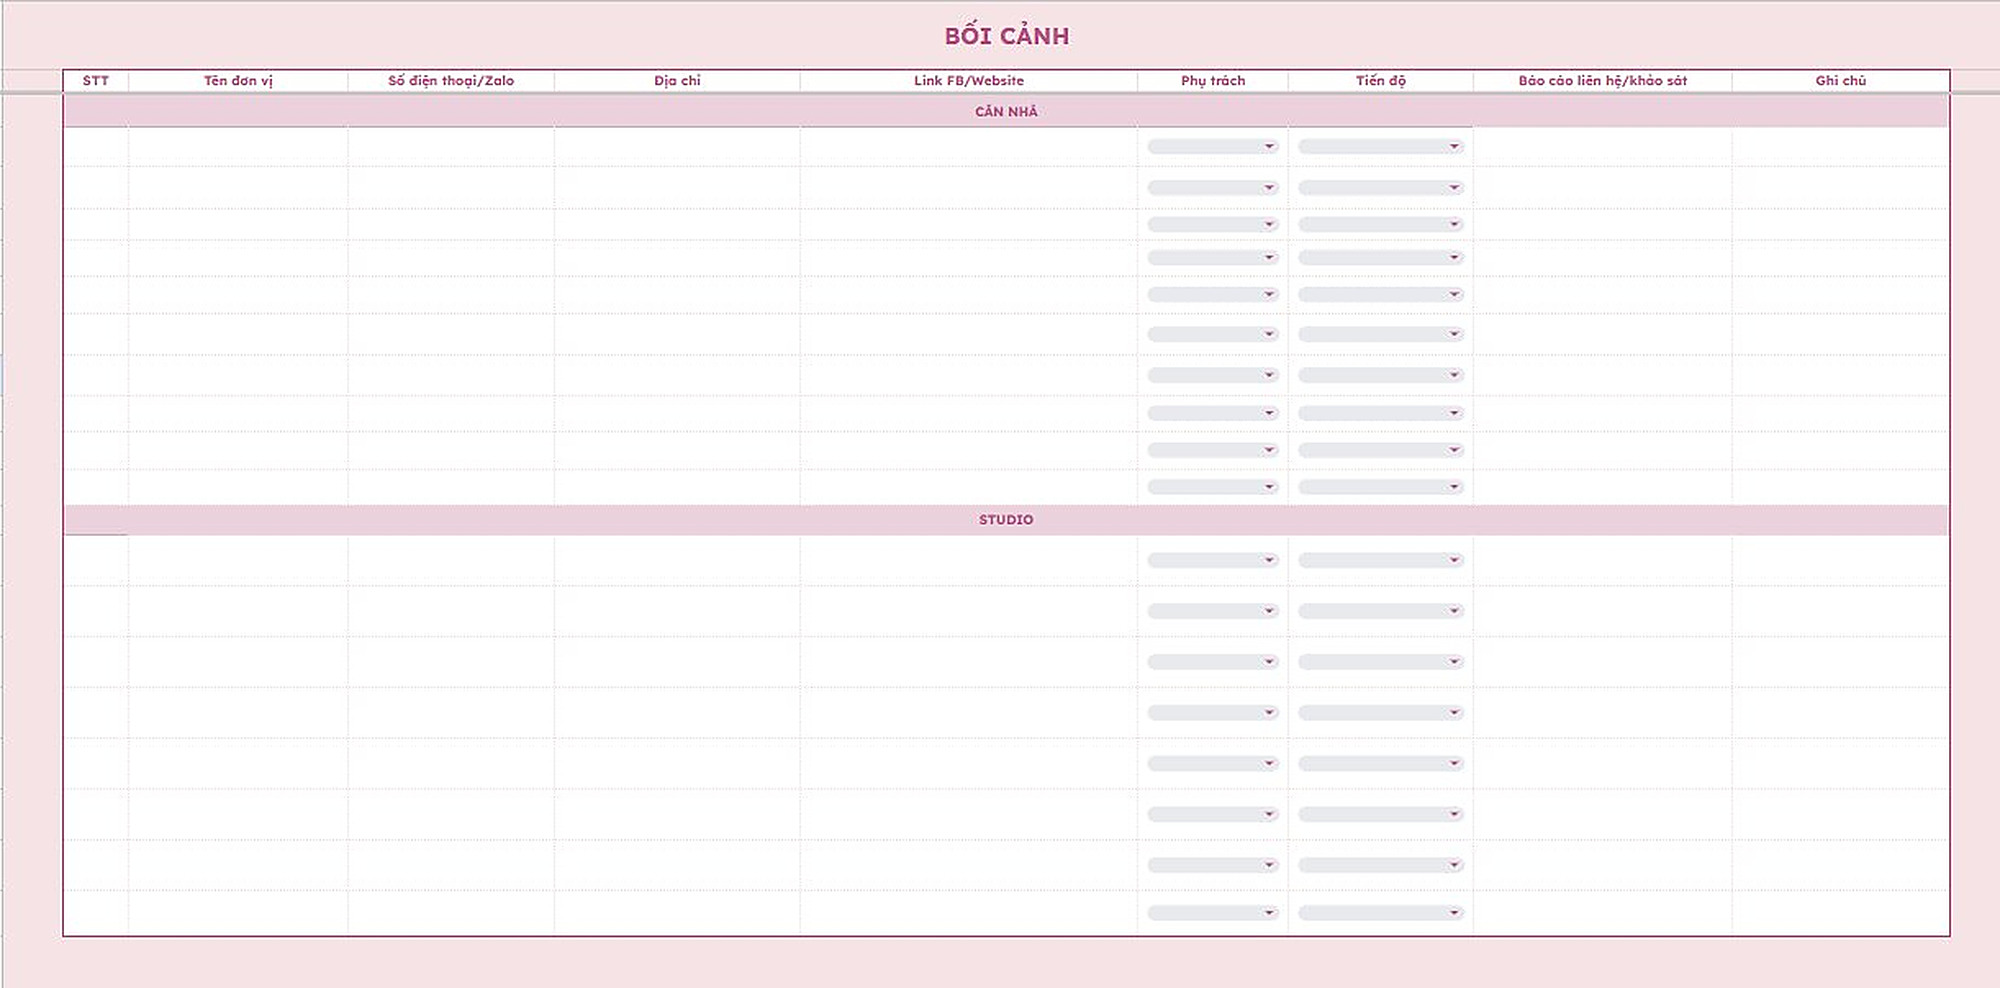 BỐI CẢNH
STT Tên đơn vị Số điện thoại/Zalo Địa chỉ Link FB/Website Phụ trách Tiến độ Báo cáo liên hệ/khảo sát Ghi chú
CĂN NHÀ
STUDIO